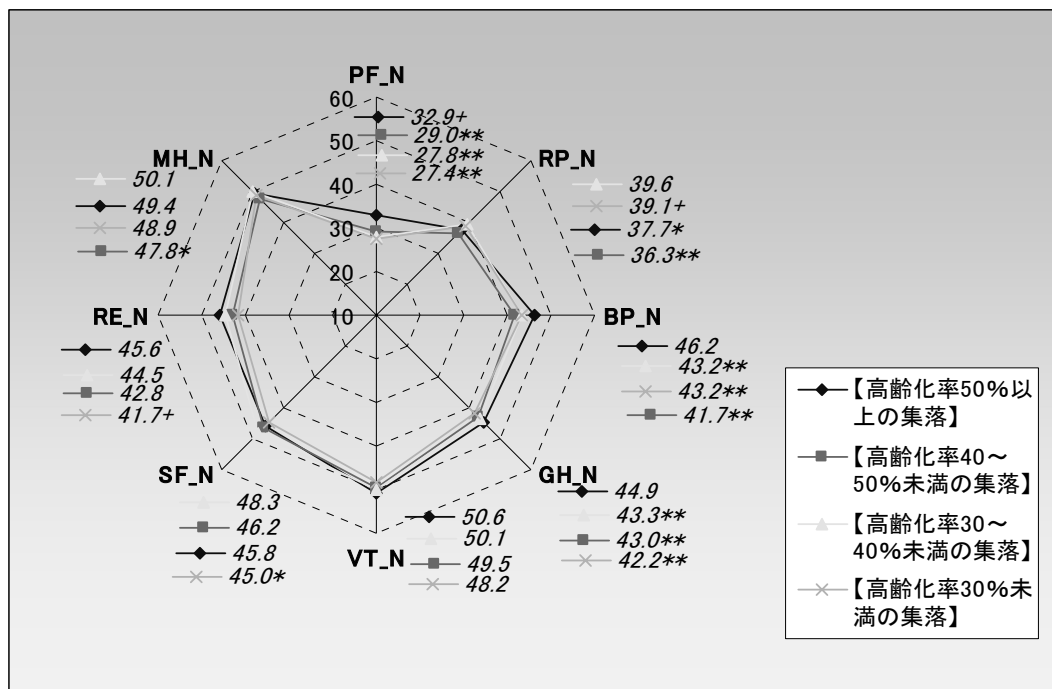 PF_N
60
32.9+
29.0**
50
27.8**
27.4**
40
30
20
10
RP_N
39.6
39.1+
37.7*
36.3**
BP_N
46.2
43.2**
43.2**
41.7**
GH_N
44.9
43.3**
43.0**
42.2**
VT_N
50.6
50.1
49.5
48.2
SF_N
48.3
46.2
45.8
45.0*
RE_N
45.6
44.5
42.8
41.7+
MH_N
50.1
49.4
48.9
47.8*
【高齢化率50%以
上の集落】
【高齢化率40～
50%未満の集落】
【高齢化率30～
40%未満の集落】
【高齢化率30%未
満の集落】